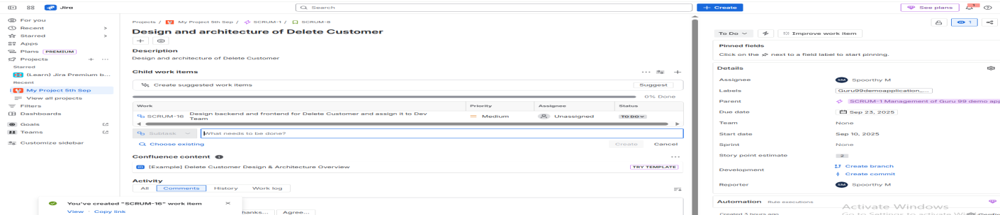 Jira
Search
+ Create
See plans
For you
Recent
Starred
Apps
Plans PREMIUM
Projects
Starred
(Learn) Jira Premium b...
Recent
My Project 5th Sep
View all projects
Filters
Dashboards
Goals
Teams
Customize sidebar
Projects / My Project 5th Sep / SCRUM-1 / SCRUM-8
Design and architecture of Delete Customer
Description
Design and architecture of Delete Customer
Child work items
Create suggested work items
Suggest
0% Done
Work Priority Assignee Status
SCRUM-16 Design backend and frontend for Delete Customer and assign it to Dev Team Medium Unassigned TO DO
Subtask What needs to be done?
Choose existing
Create Cancel
Confluence content
[Example] Delete Customer Design & Architecture Overview
TRY TEMPLATE
Activity
All Comments History Work log
hanks... Agree...
You've created "SCRUM-16" work item
View · Copy link
1
To Do
Improve work item
Pinned fields
Click on the next to a field label to start pinning.
Details
Assignee SM Spoorthy M
Labels Guru99demoapplication....
Parent SCRUM-1 Management of Guru 99 demo app
Due date Sep 23, 2025
Team None
Start date Sep 10, 2025
Sprint None
Story point estimate 2
Development Create branch
Create commit
Reporter SM Spoorthy M
Automation Rule executions
Created 3 hours ago
Activate Windows
Go to Settings to activate